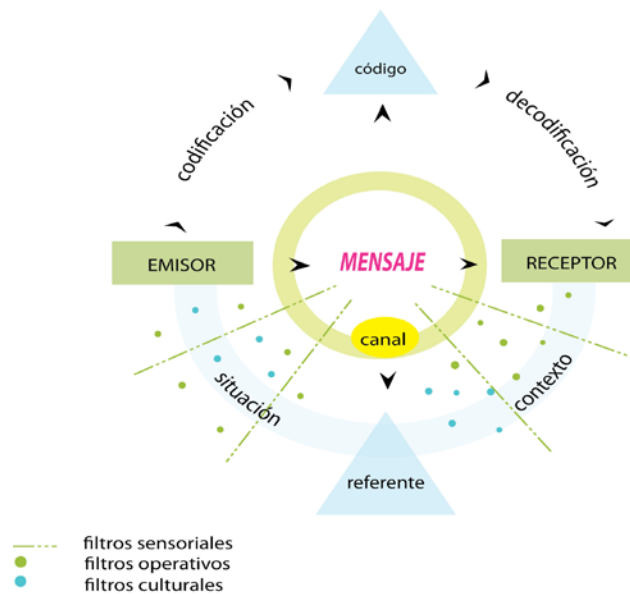 código
codificación
decodificación
EMISOR
MENSAJE
RECEPTOR
canal
situación
contexto
referente
filtros sensoriales
filtros operativos
filtros culturales